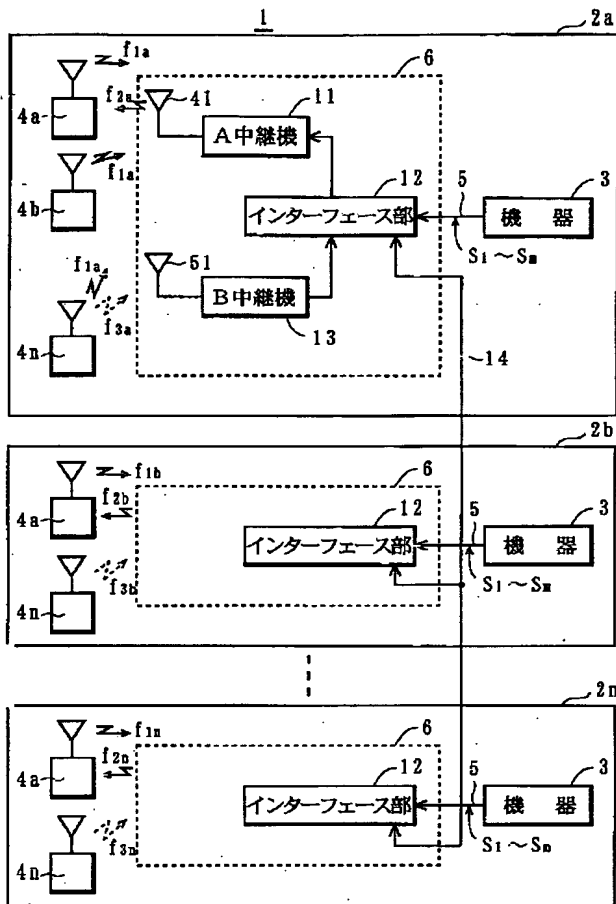 1
2a
f1a
4a
f2a
41
11
6
A中継機
4b
f1a
12
インターフェース部
5
3
機 器
S1~Sm
51
B中継機
13
f1a
f3a
4n
14
2b
f1b
4a
f2b
6
12
インターフェース部
5
3
機 器
S1~Sm
f3b
4n
2n
f1n
4a
f2n
6
12
インターフェース部
5
3
機 器
S1~Sn
f3n
4n